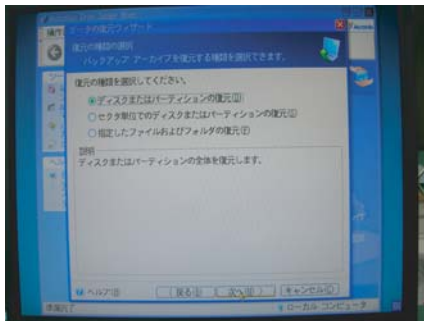 データの復元ウィザード
復元の種類の選択
バックアップ アーカイブを復元する種類を選択できます。
復元の種類を選択してください。
ディスクまたはパーティションの復元(D)
セクタ単位でのディスクまたはパーティションの復元(S)
指定したファイルおよびフォルダの復元(F)
説明
ディスクまたはパーティションの全体を復元します。
ヘルプ(H)
戻る(B)
次へ(N) >
キャンセル(C)
準備完了
ローカル コンピュータ